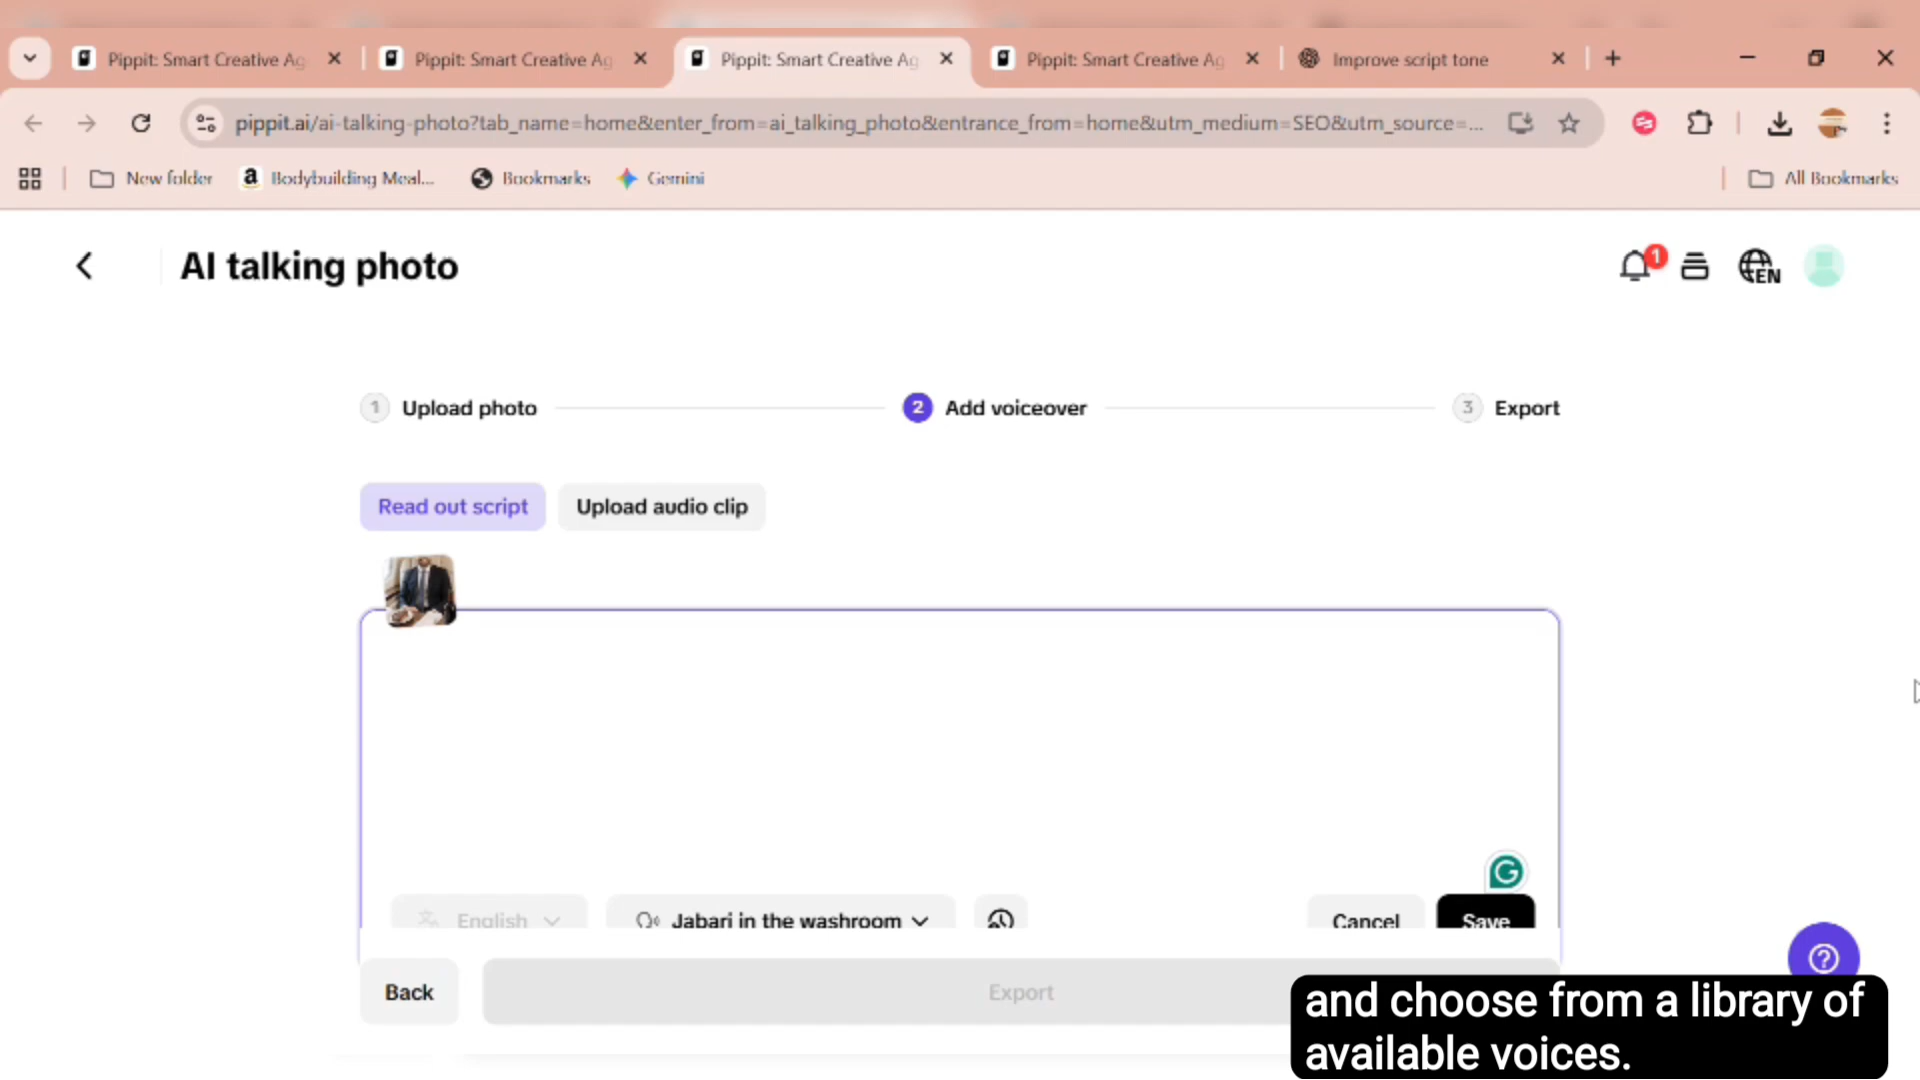 Pippit: Smart Creative Ag
Pippit: Smart Creative Ag
Pippit: Smart Creative Ag
Pippit: Smart Creative Ag
Improve script tone
pippit.ai/ai-talking-photo?tab_name=home&enter_from=ai_talking_photo&entrance_from=home&utm_medium=SEO&utm_source=...
New folder
Bodybuilding Meal...
Bookmarks
Gemini
All Bookmarks
AI talking photo
1
EN
1 Upload photo
2 Add voiceover
3 Export
Read out script
Upload audio clip
English
Jabari in the washroom
Cancel
Save
Back
Export
and choose from a library of
available voices.